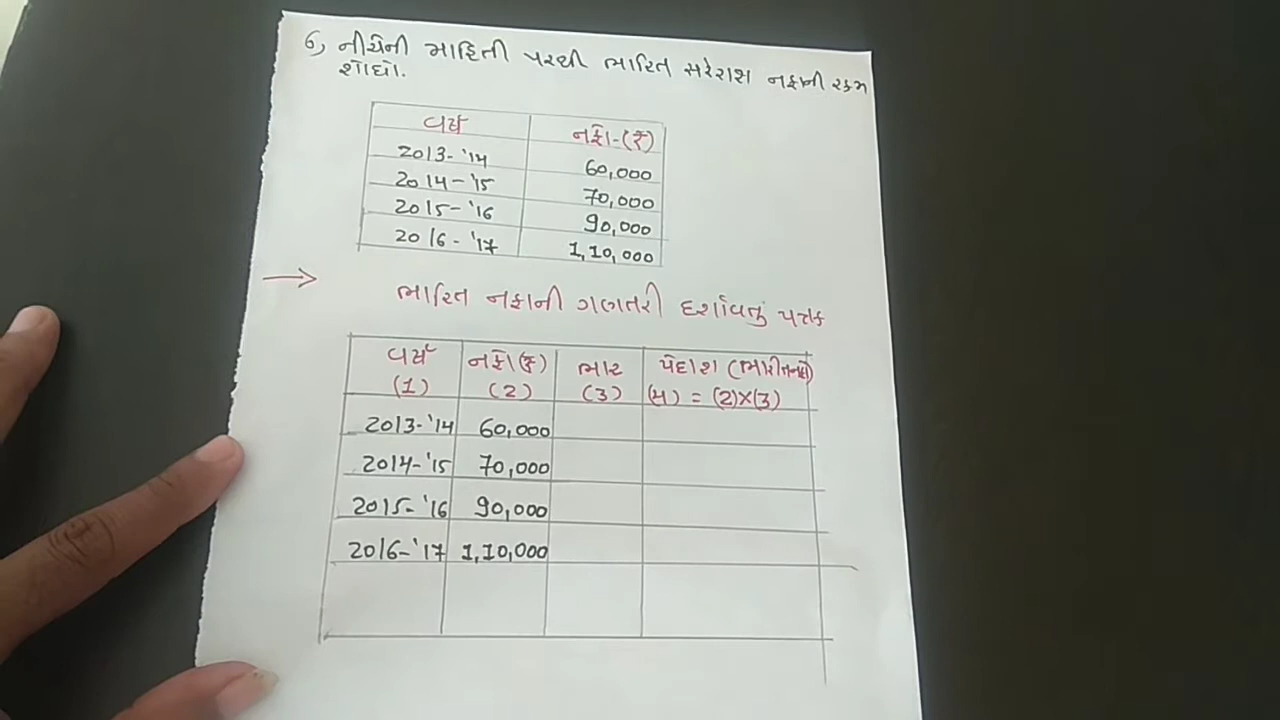 6, નીચેની માહિતી પરથી ભારિત સરેરાશ નફાની રકમ
શોધો.
વર્ષ નફો-(₹)
2013-'14 60,000
2014-'15 70,000
2015-'16 90,000
2016-'17 1,10,000
→ ભારિત નફાની ગણતરી દર્શાવતું પત્રક
વર્ષ નફો(₹) ભાર પેદાશ (ભારીતનફો)
(1) (2) (3) (4) = (2)×(3)
2013-'14 60,000
2014-'15 70,000
2015-'16 90,000
2016-'17 1,10,000